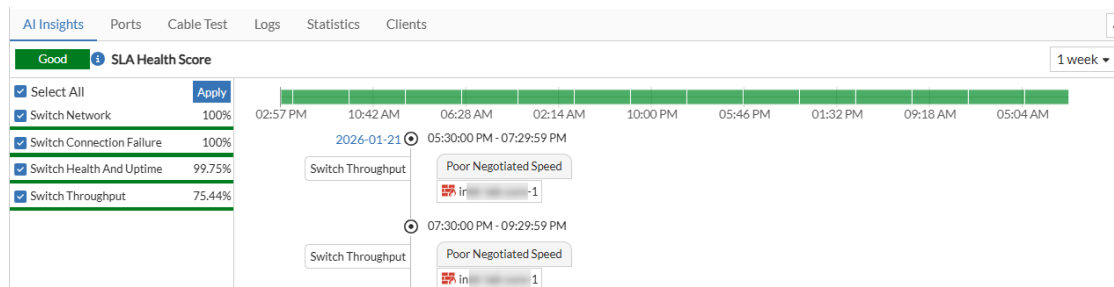 AI Insights Ports Cable Test Logs Statistics Clients
Good SLA Health Score 1 week
Select All Apply
Switch Network 100%
Switch Connection Failure 100%
Switch Health And Uptime 99.75%
Switch Throughput 75.44%
02:57 PM 10:42 AM 06:28 AM 02:14 AM 10:00 PM 05:46 PM 01:32 PM 09:18 AM 05:04 AM
2026-01-21 05:30:00 PM - 07:29:59 PM
Switch Throughput Poor Negotiated Speed
07:30:00 PM - 09:29:59 PM
Switch Throughput Poor Negotiated Speed